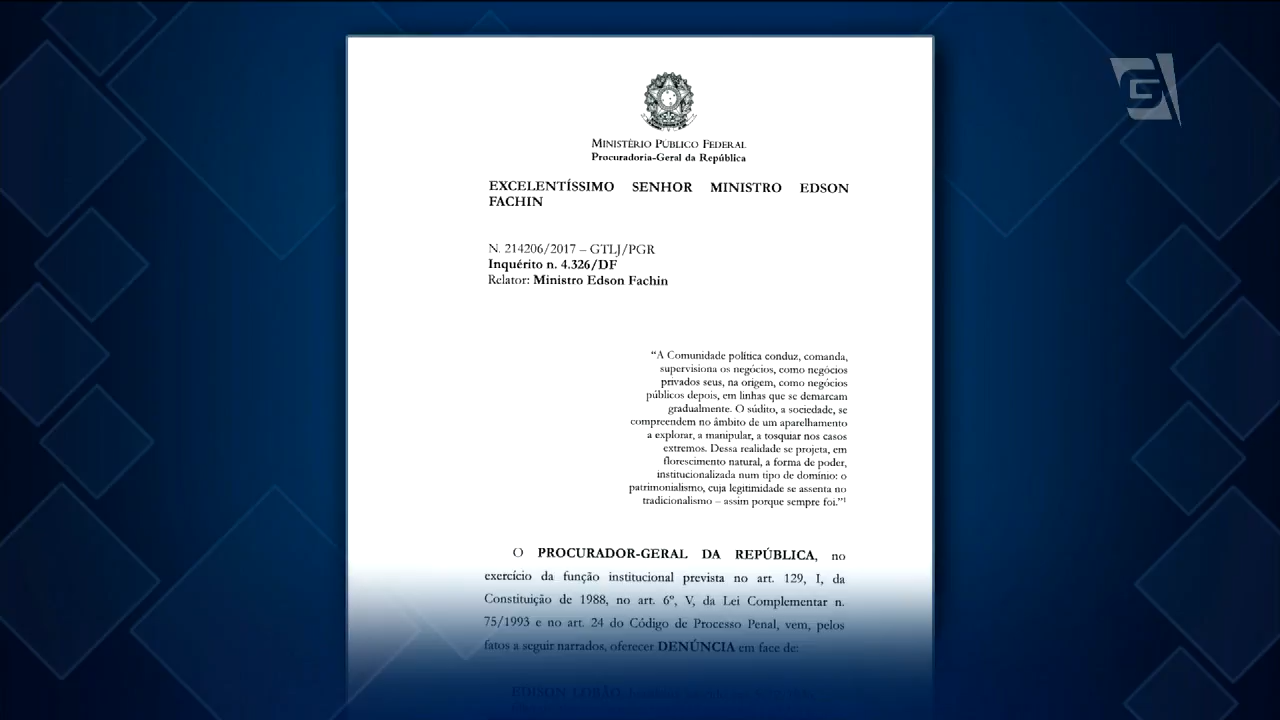 MINISTÉRIO PÚBLICO FEDERAL
Procuradoria-Geral da República
EXCELENTÍSSIMO SENHOR MINISTRO EDSON
FACHIN
N. 214206/2017 – GTLJ/PGR
Inquérito n. 4.326/DF
Relator: Ministro Edson Fachin
“A Comunidade política conduz, comanda,
supervisiona os negócios, como negócios
privados seus, na origem, como negócios
públicos depois, em linhas que se demarcam
gradualmente. O súdito, a sociedade, se
compreendem no âmbito de um aparelhamento
a explorar, a manipular, a tosquiar nos casos
extremos. Dessa realidade se projeta, em
florescimento natural, a forma de poder,
institucionalizada num tipo de domínio: o
patrimonialismo, cuja legitimidade se assenta no
tradicionalismo – assim porque sempre foi.”¹
O PROCURADOR-GERAL DA REPÚBLICA, no
exercício da função institucional prevista no art. 129, I, da
Constituição de 1988, no art. 6º, V, da Lei Complementar n.
75/1993 e no art. 24 do Código de Processo Penal, vem, pelos
fatos a seguir narrados, oferecer DENÚNCIA em face de:
EDISON LOBÃO,